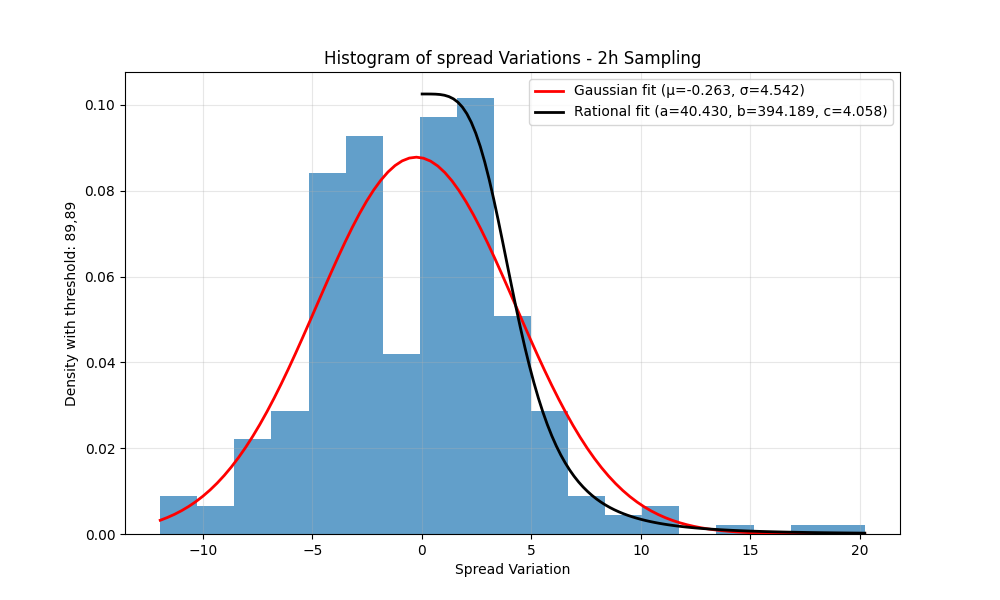 Histogram of spread Variations - 2h Sampling
Gaussian fit (μ=-0.263, σ=4.542)
Rational fit (a=40.430, b=394.189, c=4.058)
Density with threshold: 89,89
0.10
0.08
0.06
0.04
0.02
0.00
−10
−5
0
5
10
15
20
Spread Variation